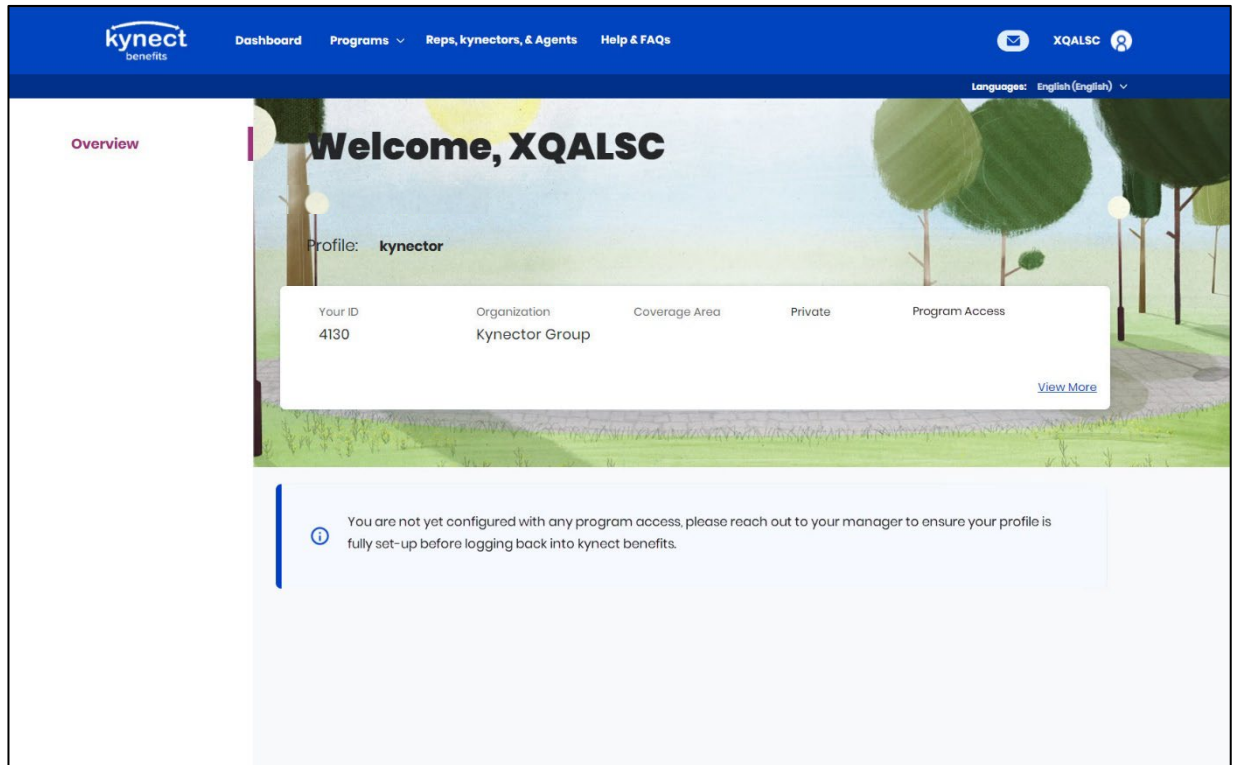 kynect
benefits
Dashboard Programs Reps, kynectors, & Agents Help & FAQs XQALSC
Languages: English (English)
Overview
Welcome, XQALSC
Profile: kynector
Your ID Organization Coverage Area Private Program Access
4130 Kynector Group
View More
You are not yet configured with any program access, please reach out to your manager to ensure your profile is
fully set-up before logging back into kynect benefits.